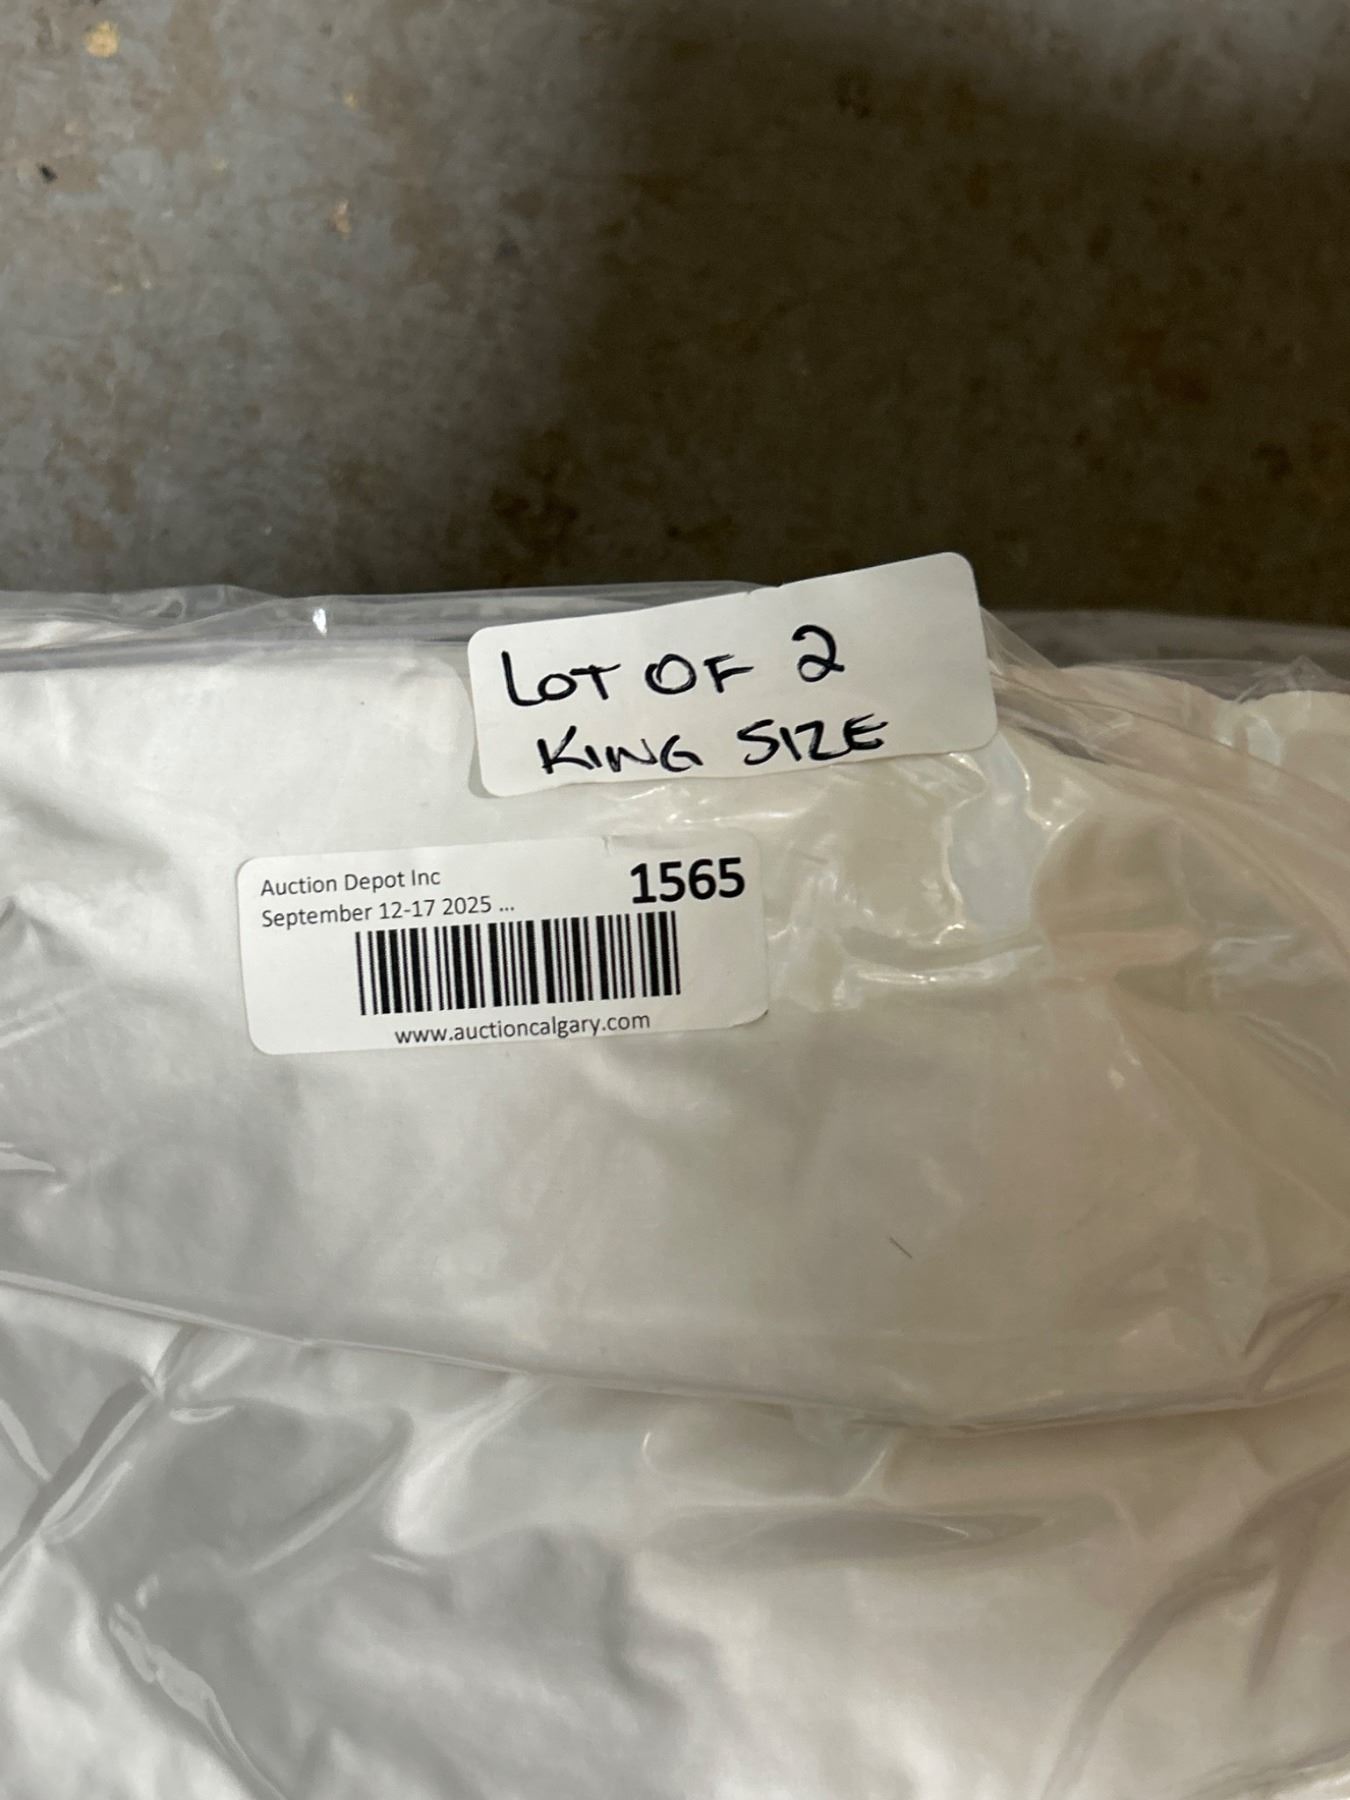 LOT OF 2
KING SIZE
Auction Depot Inc
1565
September 12-17 2025 ...
www.auctioncalgary.com